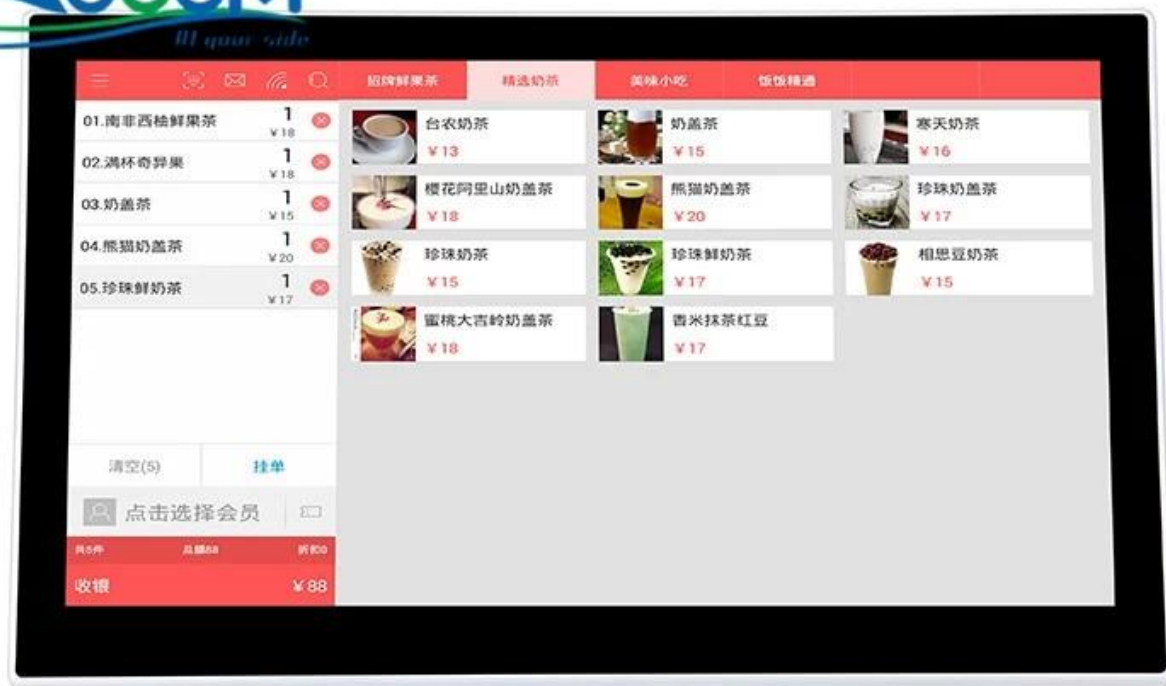 All your side
招牌鲜果茶
精选奶茶
美味小吃
饭饭精通
01.南非西柚鲜果茶
1
¥18
02.满杯奇异果
1
¥18
03.奶盖茶
1
¥15
04.熊猫奶盖茶
1
¥20
05.珍珠鲜奶茶
1
¥17
清空(5)
挂单
点击选择会员
共5件
总额88
折扣0
收银
¥88
台农奶茶
¥13
奶盖茶
¥15
寒天奶茶
¥16
樱花阿里山奶盖茶
¥18
熊猫奶盖茶
¥20
珍珠奶盖茶
¥17
珍珠奶茶
¥15
珍珠鲜奶茶
¥17
相思豆奶茶
¥15
蜜桃大吉岭奶盖茶
¥18
香米抹茶红豆
¥17